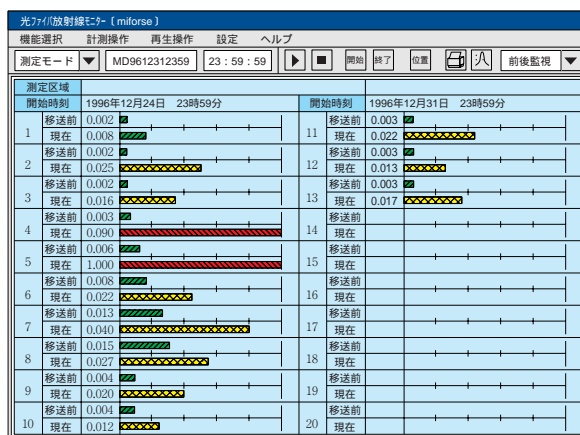 光ファイバ放射線モニター〔miforse〕
機能選択 計測操作 再生操作 設定 ヘルプ
測定モード MD9612312359 23：59：59 開始 終了 位置 前後監視
測定区域
開始時刻 1996年12月24日 23時59分 開始時刻 1996年12月31日 23時59分
1 移送前 0.002
現在 0.008
2 移送前 0.002
現在 0.025
3 移送前 0.002
現在 0.016
4 移送前 0.003
現在 0.090
5 移送前 0.006
現在 1.000
6 移送前 0.008
現在 0.022
7 移送前 0.013
現在 0.040
8 移送前 0.015
現在 0.027
9 移送前 0.004
現在 0.020
10 移送前 0.004
現在 0.012
11 移送前 0.003
現在 0.022
12 移送前 0.003
現在 0.013
13 移送前 0.003
現在 0.017
14 移送前
現在
15 移送前
現在
16 移送前
現在
17 移送前
現在
18 移送前
現在
19 移送前
現在
20 移送前
現在